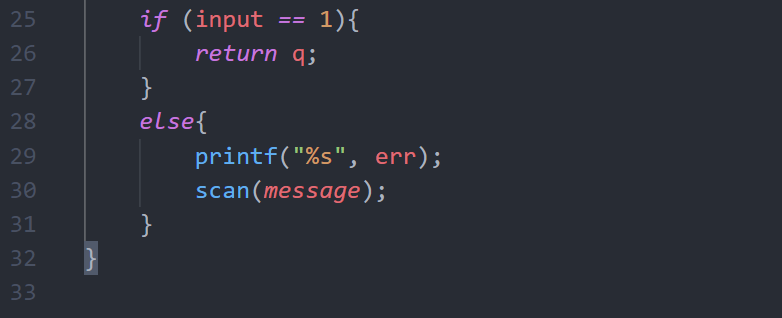 25 if (input == 1){
26 return q;
27 }
28 else{
29 printf("%s", err);
30 scan(message);
31 }
32 }
33